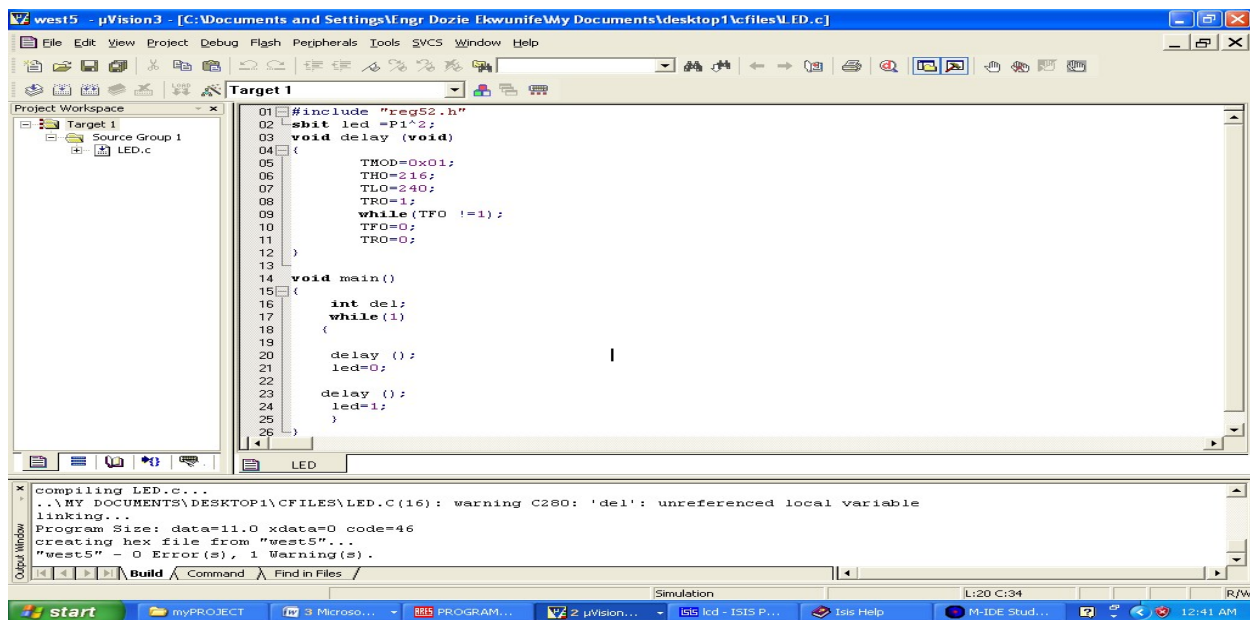 west5 - µVision3 - [C:\Documents and Settings\Engr Dozie Ekwunife\My Documents\desktop1\cfiles\LED.c]
File Edit View Project Debug Flash Peripherals Tools SVCS Window Help
Target 1
Project Workspace
Target 1
Source Group 1
LED.c
01 #include "reg52.h"
02 sbit led =P1^2;
03 void delay (void)
04 {
05 TMOD=0x01;
06 TH0=216;
07 TL0=240;
08 TR0=1;
09 while(TF0 !=1);
10 TF0=0;
11 TR0=0;
12 }
13
14 void main()
15 {
16 int del;
17 while(1)
18 {
19
20 delay ();
21 led=0;
22
23 delay ();
24 led=1;
25 }
26 }
LED
compiling LED.c...
..\MY DOCUMENTS\DESKTOP1\CFILES\LED.C(16): warning C280: 'del': unreferenced local variable
linking...
Program Size: data=11.0 xdata=0 code=46
creating hex file from "west5"...
"west5" - 0 Error(s), 1 Warning(s).
Output Window
Build Command Find in Files
Simulation L:20 C:34 R/W
start myPROJECT 3 Microso... PROGRAM... 2 µVision... lcd - ISIS P... Isis Help M-IDE Stud... 12:41 AM